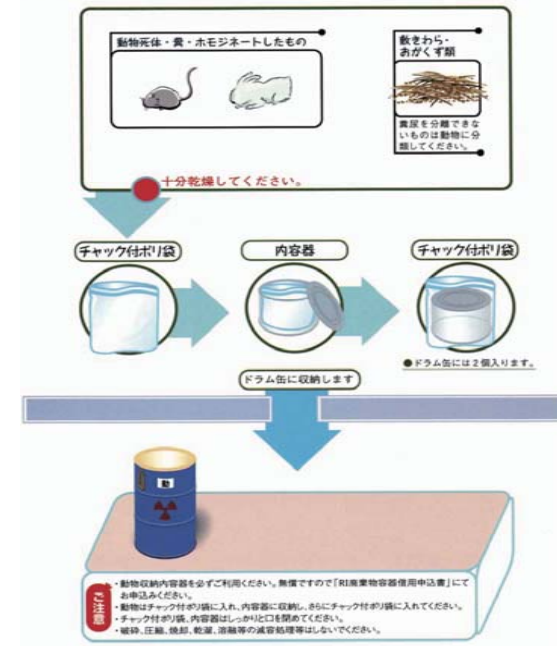 動物死体・糞・ホモジネートしたもの
敷きわら・
おがくず類
糞尿を分離できな
いものは動物に分
類してください。
十分乾燥してください。
チャック付ポリ袋
内容器
チャック付ポリ袋
●ドラム缶には2個入ります。
ドラム缶に収納します
動
ご注意
・動物収納内容器を必ずご利用ください。無償ですので「RI廃棄物容器借用申込書」にて
お申込みください。
・動物はチャック付ポリ袋に入れ、内容器に収納し、さらにチャック付ポリ袋に入れてください。
・チャック付ポリ袋、内容器はしっかりと口を閉めてください。
・破砕、圧縮、焼却、乾溜、溶融等の減容処理等はしないでください。